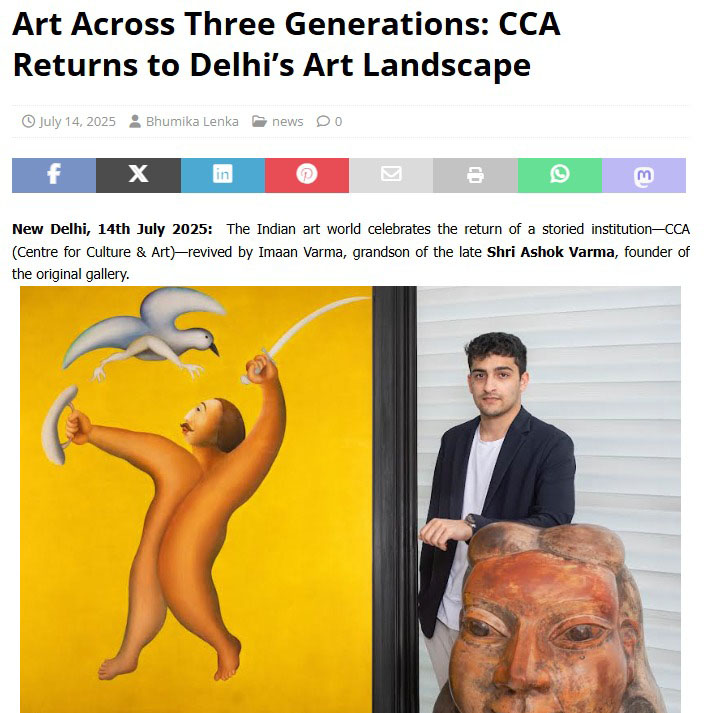 Art Across Three Generations: CCA
Returns to Delhi’s Art Landscape
July 14, 2025 Bhumika Lenka news 0
New Delhi, 14th July 2025: The Indian art world celebrates the return of a storied institution—CCA
(Centre for Culture & Art)—revived by Imaan Varma, grandson of the late Shri Ashok Varma, founder of
the original gallery.